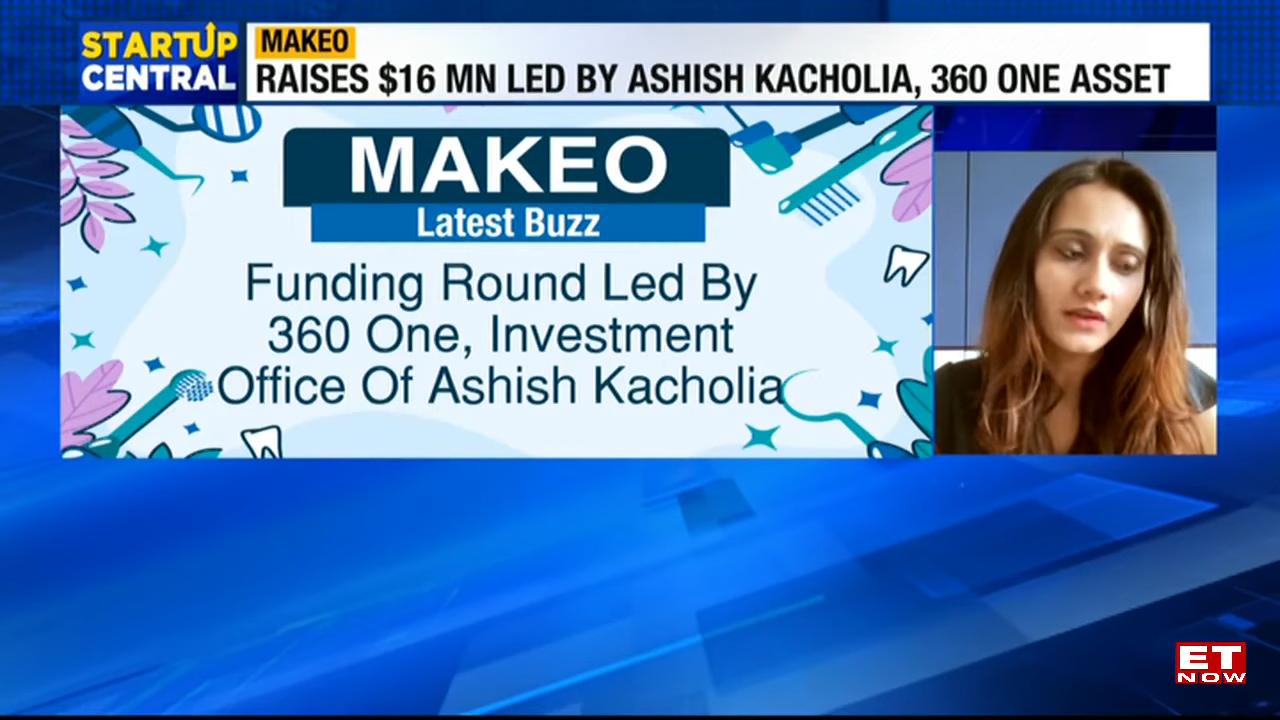 STARTUP
CENTRAL
MAKEO
RAISES $16 MN LED BY ASHISH KACHOLIA, 360 ONE ASSET
MAKEO
Latest Buzz
Funding Round Led By
360 One, Investment
Office Of Ashish Kacholia
ET
NOW